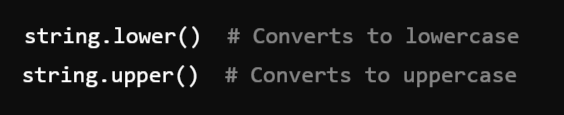 string.lower()  # Converts to lowercase
string.upper()  # Converts to uppercase